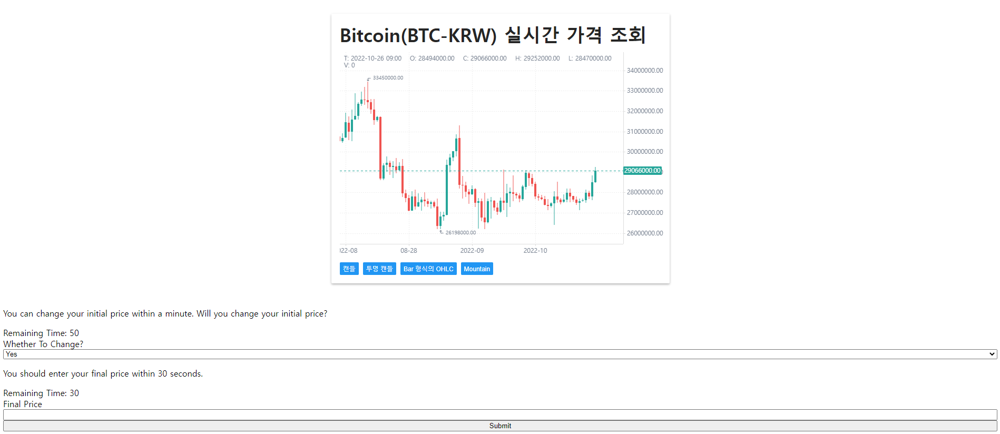 Bitcoin(BTC-KRW) 실시간 가격 조회
T: 2022-10-26 09:00 O: 28494000.00 C: 29066000.00 H: 29252000.00 L: 28470000.00
V: 0
34000000.00
33450000.00
33000000.00
32000000.00
31000000.00
30000000.00
29066000.00
28000000.00
27000000.00
26198000.00
26000000.00
022-08 08-28 2022-09 2022-10
캔들 투명 캔들 Bar 형식의 OHLC Mountain
You can change your initial price within a minute. Will you change your initial price?
Remaining Time: 50
Whether To Change?
Yes
You should enter your final price within 30 seconds.
Remaining Time: 30
Final Price
Submit